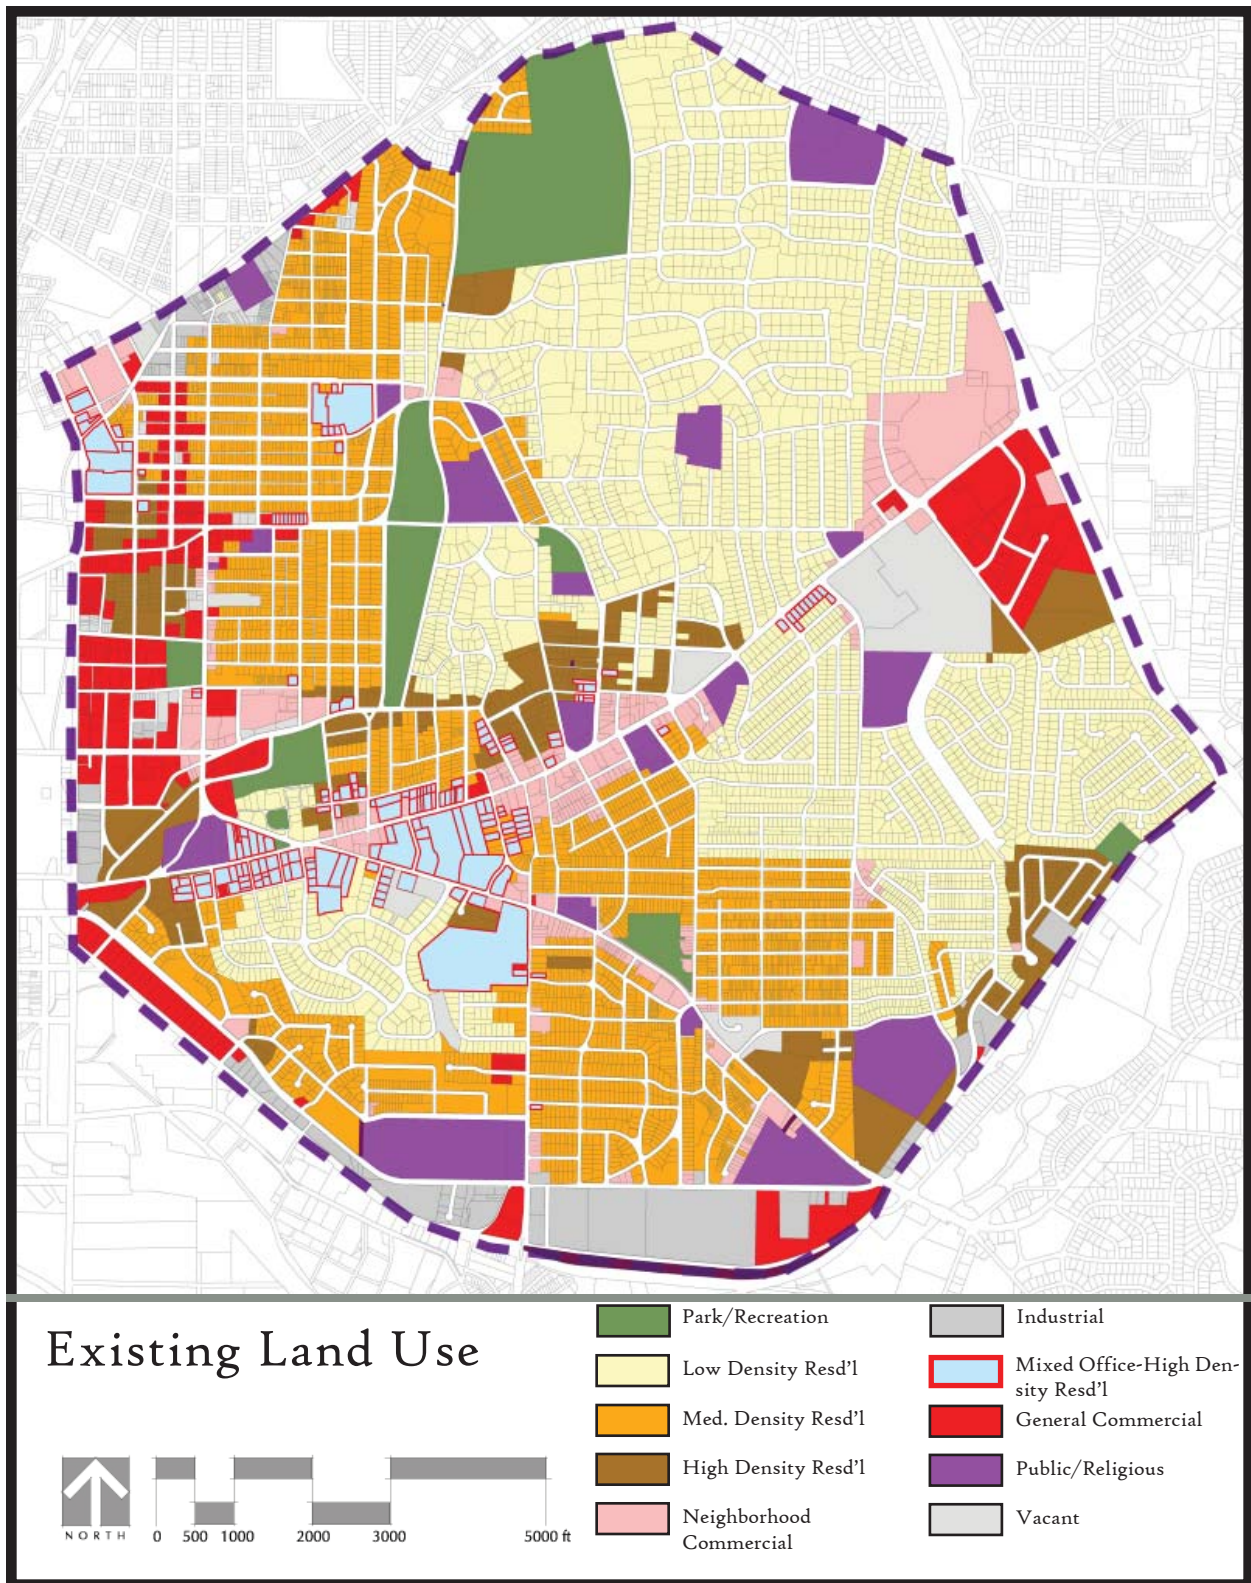 Existing Land Use
NORTH
0 500 1000 2000 3000 5000 ft
Park/Recreation
Low Density Resd'l
Med. Density Resd'l
High Density Resd'l
Neighborhood
Commercial
Industrial
Mixed Office-High Den-
sity Resd'l
General Commercial
Public/Religious
Vacant